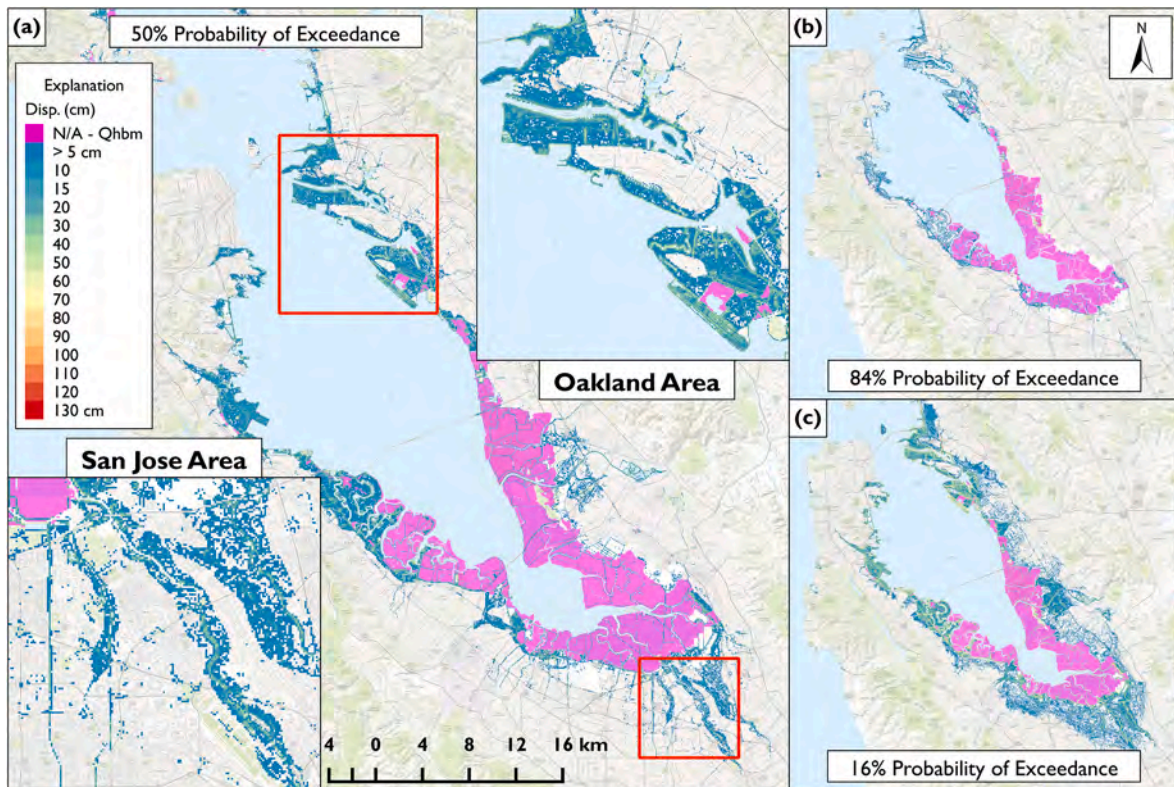 (a)
50% Probability of Exceedance
Explanation
Disp. (cm)
N/A - Qhbm
> 5 cm
10
15
20
30
40
50
60
70
80
90
100
110
120
130 cm
San Jose Area
Oakland Area
4 0 4 8 12 16 km
(b)
N
84% Probability of Exceedance
(c)
16% Probability of Exceedance